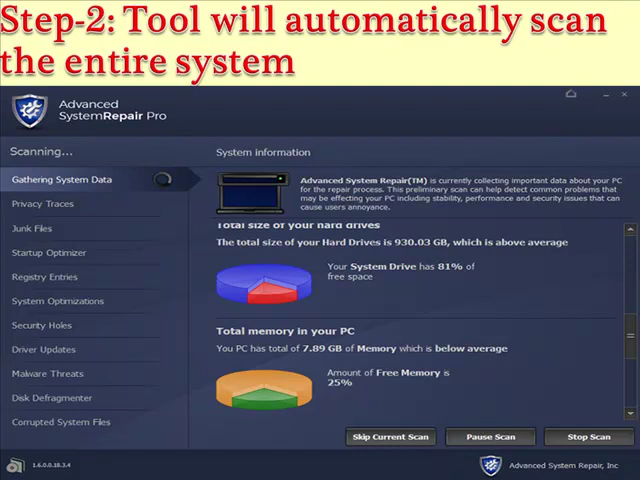 Step-2: Tool will automatically scan
the entire system
Advanced
SystemRepair Pro
Scanning...
Gathering System Data
Privacy Traces
Junk Files
Startup Optimizer
Registry Entries
System Optimizations
Security Holes
Driver Updates
Malware Threats
Disk Defragmenter
Corrupted System Files
System information
Advanced System Repair(TM) is currently collecting important data about your PC
for the repair process. This preliminary scan can help detect common problems that
may be effecting your PC including stability, performance and security issues that can
cause users annoyance.
Total size of your hard drives
The total size of your Hard Drives is 930.03 GB, which is above average
Your System Drive has 81% of
free space
Total memory in your PC
You PC has total of 7.89 GB of Memory which is below average
Amount of Free Memory is
25%
Skip Current Scan
Pause Scan
Stop Scan
1.6.0.0.18.3.4
Advanced System Repair, Inc